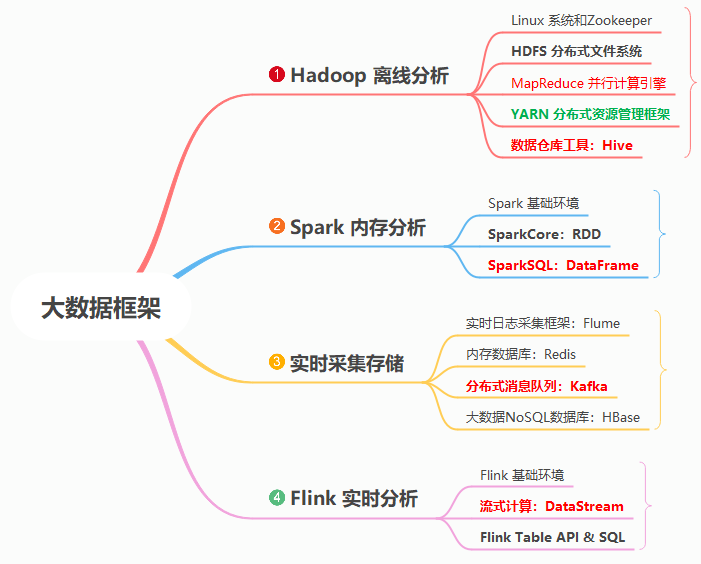 大数据框架
1 Hadoop 离线分析
Linux 系统和Zookeeper
HDFS 分布式文件系统
MapReduce 并行计算引擎
YARN 分布式资源管理框架
数据仓库工具：Hive
2 Spark 内存分析
Spark 基础环境
SparkCore：RDD
SparkSQL：DataFrame
3 实时采集存储
实时日志采集框架：Flume
内存数据库：Redis
分布式消息队列：Kafka
大数据NoSQL数据库：HBase
4 Flink 实时分析
Flink 基础环境
流式计算：DataStream
Flink Table API & SQL